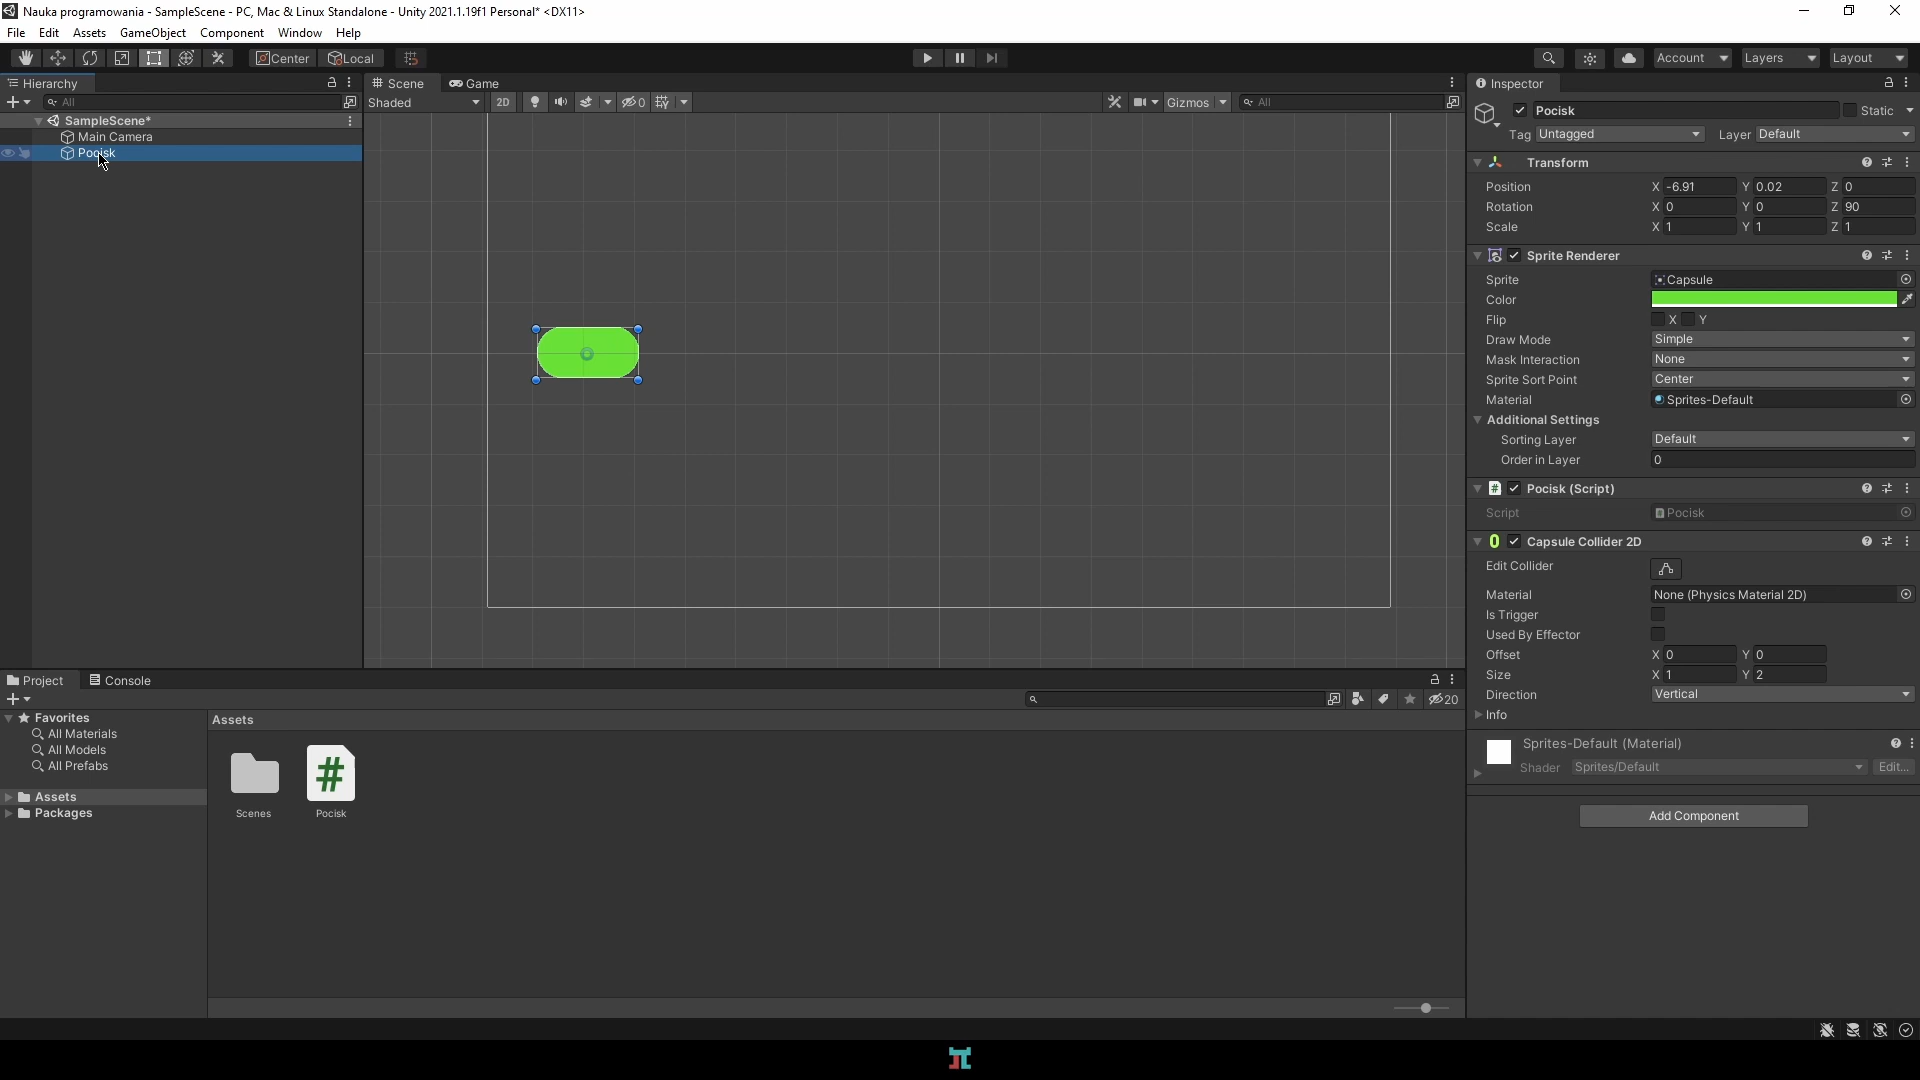 Nauka programowania - SampleScene - PC, Mac & Linux Standalone - Unity 2021.1.19f1 Personal* <DX11>
File Edit Assets GameObject Component Window Help
Center Local Account Layers Layout
Hierarchy
All
SampleScene*
Main Camera
Pocisk
Scene Game
Shaded 2D 0 Gizmos All
Inspector
Pocisk Static
Tag Untagged Layer Default
Transform
Position X -6.91 Y 0.02 Z 0
Rotation X 0 Y 0 Z 90
Scale X 1 Y 1 Z 1
Sprite Renderer
Sprite Capsule
Color
Flip X Y
Draw Mode Simple
Mask Interaction None
Sprite Sort Point Center
Material Sprites-Default
Additional Settings
Sorting Layer Default
Order in Layer 0
Pocisk (Script)
Script Pocisk
Capsule Collider 2D
Edit Collider
Material None (Physics Material 2D)
Is Trigger
Used By Effector
Offset X 0 Y 0
Size X 1 Y 2
Direction Vertical
Info
Sprites-Default (Material)
Shader Sprites/Default Edit...
Add Component
Project Console
20
Favorites
All Materials
All Models
All Prefabs
Assets
Packages
Assets
Scenes Pocisk